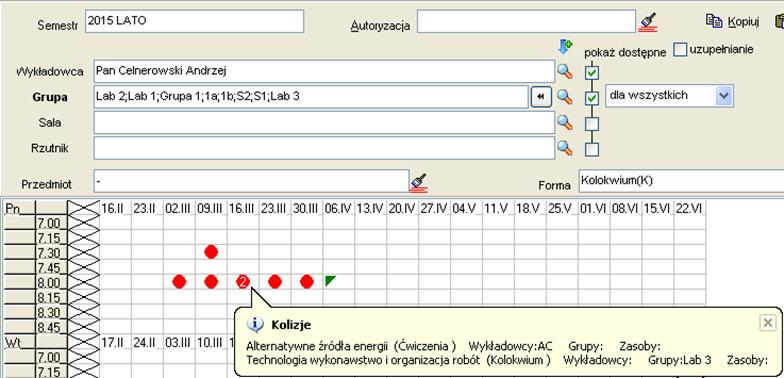 Semestr 2015 LATO Autoryzacja Kopiuj
pokaż dostępne uzupełnianie
Wykładowca Pan Celnerowski Andrzej
Grupa Lab 2;Lab 1;Grupa 1;1a;1b;S2;S1;Lab 3 dla wszystkich
Sala
Rzutnik
Przedmiot - Forma Kolokwium(K)
Pn 16.II 23.II 02.III 09.III 16.III 23.III 30.III 06.IV 13.IV 20.IV 27.IV 04.V 11.V 18.V 25.V 01.VI 08.VI 15.VI 22.VI
7.00
7.15
7.30
7.45
8.00 2
8.15
8.30
8.45
Kolizje
Alternatywne źródła energii (Ćwiczenia ) Wykładowcy:AC Grupy: Zasoby:
Technologia wykonawstwo i organizacja robót (Kolokwium ) Wykładowcy: Grupy:Lab 3 Zasoby:
Wt 17.II 24.II 03.III 10.III
7.00
7.15